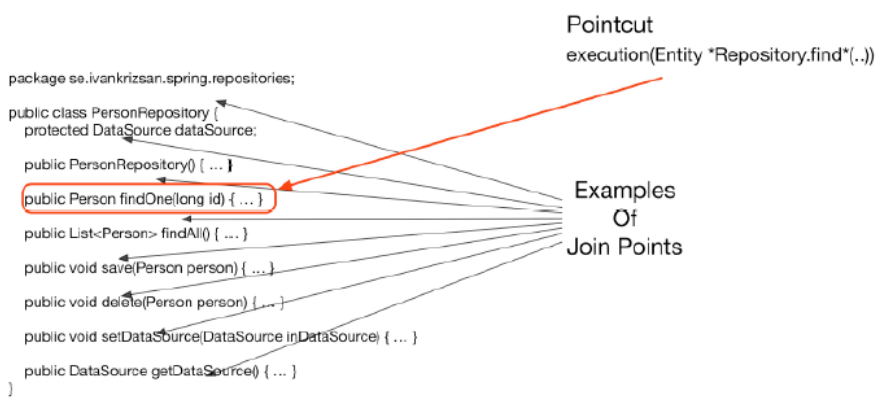 Pointcut
execution(Entity *Repository.find*(..))
package se.ivankrizsan.spring.repositories;
public class PersonRepository {
protected DataSource dataSource;
public PersonRepository() { ... }
public Person findOne(long id) { ... }
public List<Person> findAll() { ... }
public void save(Person person) { ... }
public void delete(Person person) { ... }
public void setDataSource(DataSource inDataSource) { ... }
public DataSource getDataSource() { ... }
}
Examples
Of
Join Points